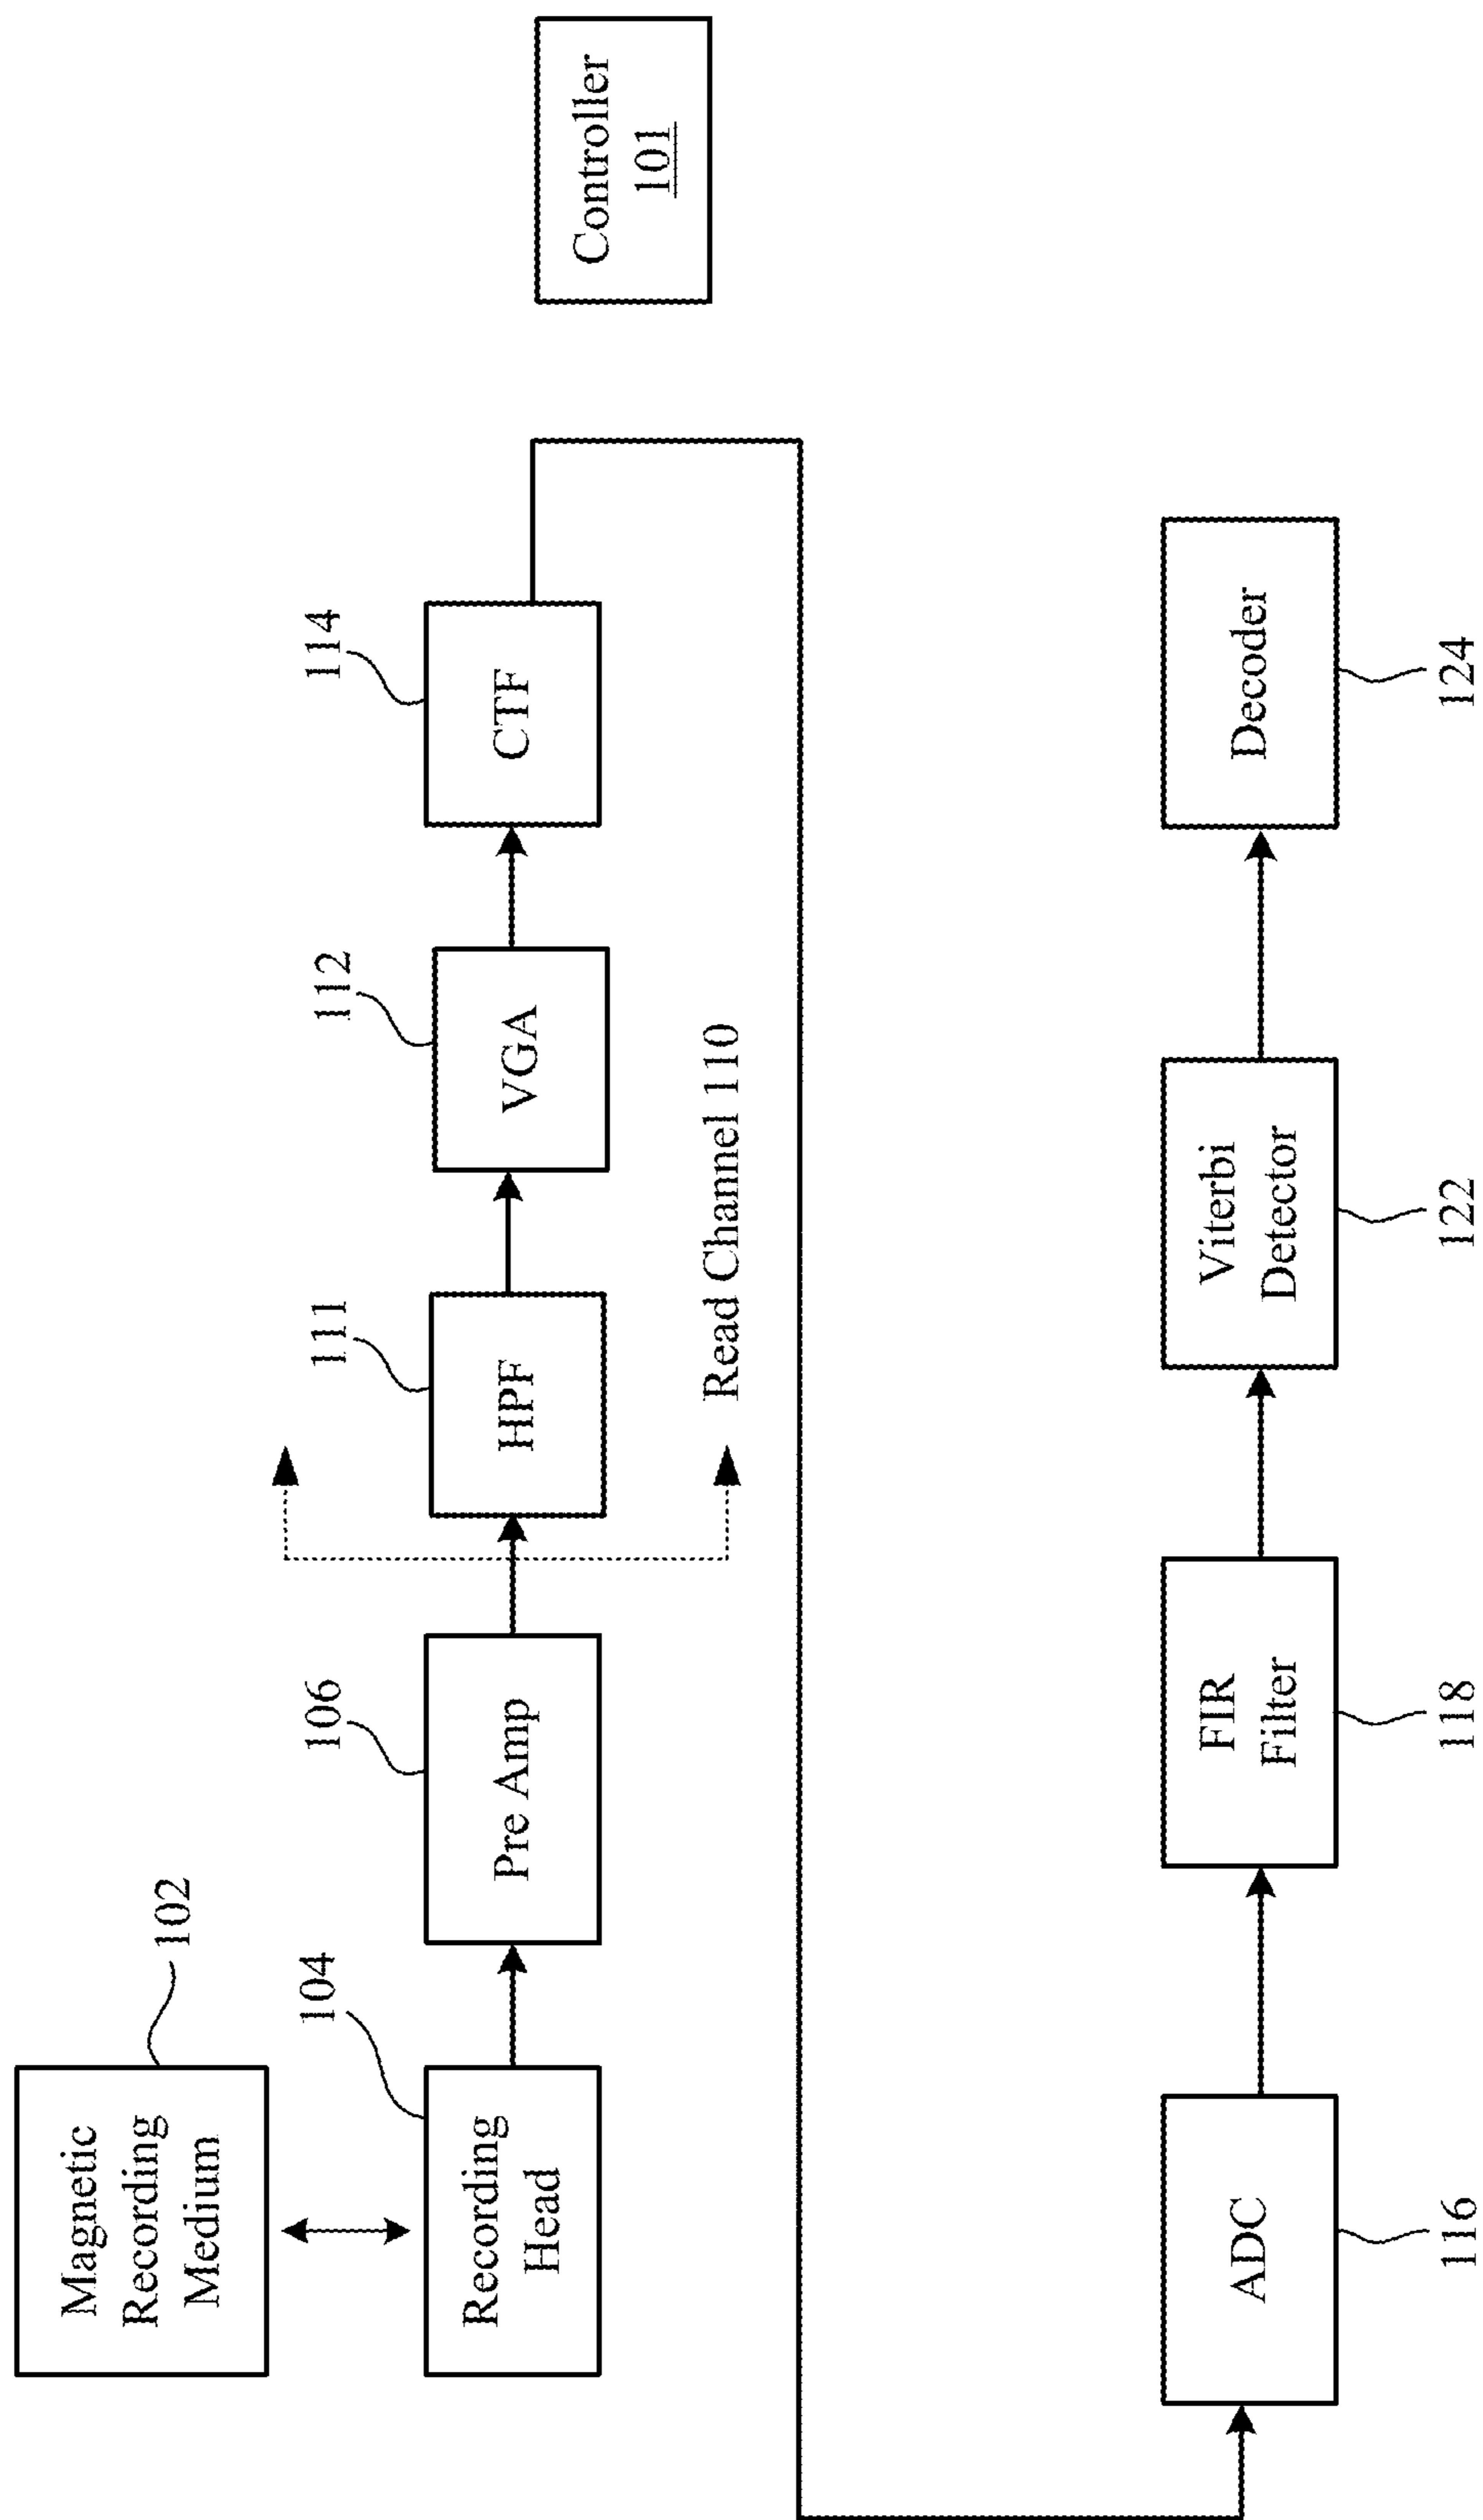 Magnetic
Recording
Medium
102
Recording
Head
104
Pre Amp
106
HPF
111
VGA
112
CTF
114
Read Channel 110
Controller
101
ADC
116
FIR
Filter
118
Viterbi
Detector
122
Decoder
124